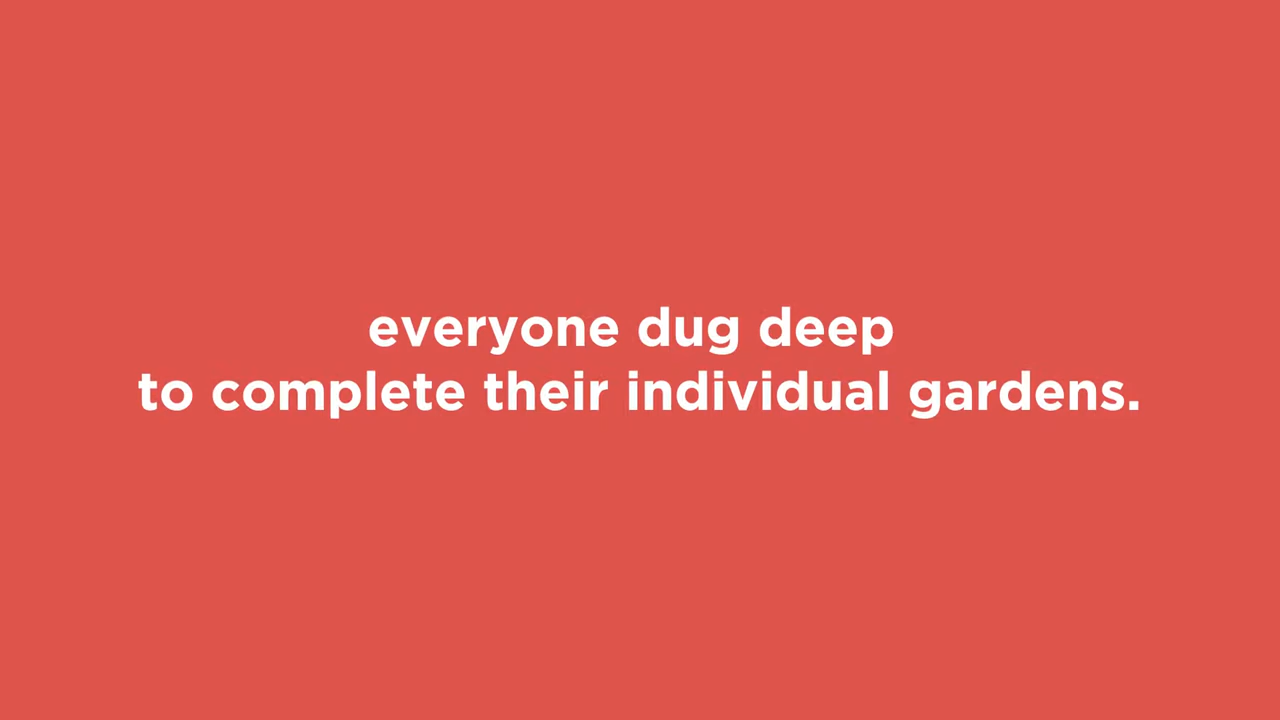 everyone dug deep
to complete their individual gardens.